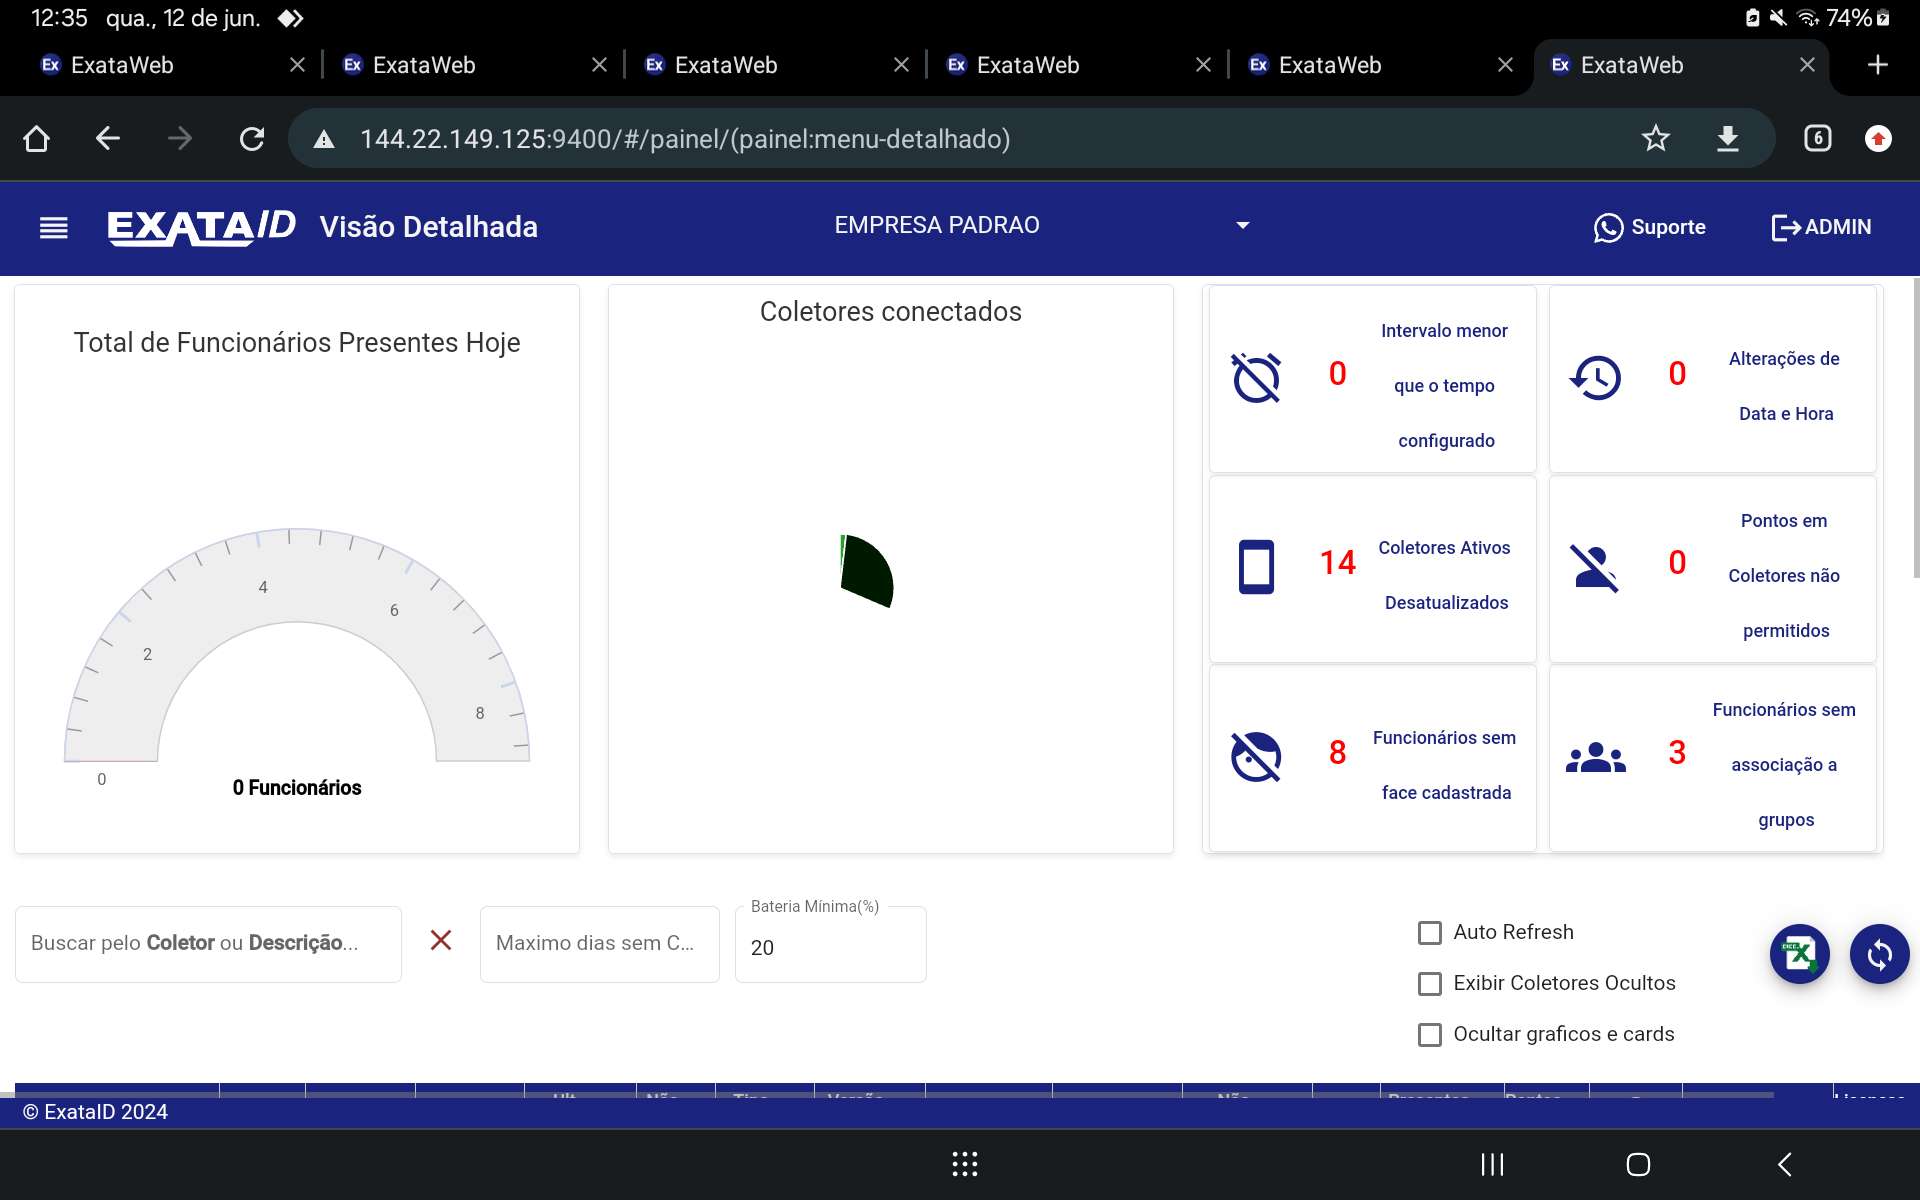 12:35 qua., 12 de jun.
74%
Ex ExataWeb
Ex ExataWeb
Ex ExataWeb
Ex ExataWeb
Ex ExataWeb
Ex ExataWeb
144.22.149.125:9400/#/painel/(painel:menu-detalhado)
6
EXATAID Visão Detalhada
EMPRESA PADRAO
Suporte
ADMIN
Total de Funcionários Presentes Hoje
0
2
4
6
8
0 Funcionários
Coletores conectados
0
Intervalo menor
que o tempo
configurado
0
Alterações de
Data e Hora
14
Coletores Ativos
Desatualizados
0
Pontos em
Coletores não
permitidos
8
Funcionários sem
face cadastrada
3
Funcionários sem
associação a
grupos
Buscar pelo Coletor ou Descrição...
Maximo dias sem C...
Bateria Mínima(%)
20
Auto Refresh
Exibir Coletores Ocultos
Ocultar graficos e cards
© ExataID 2024